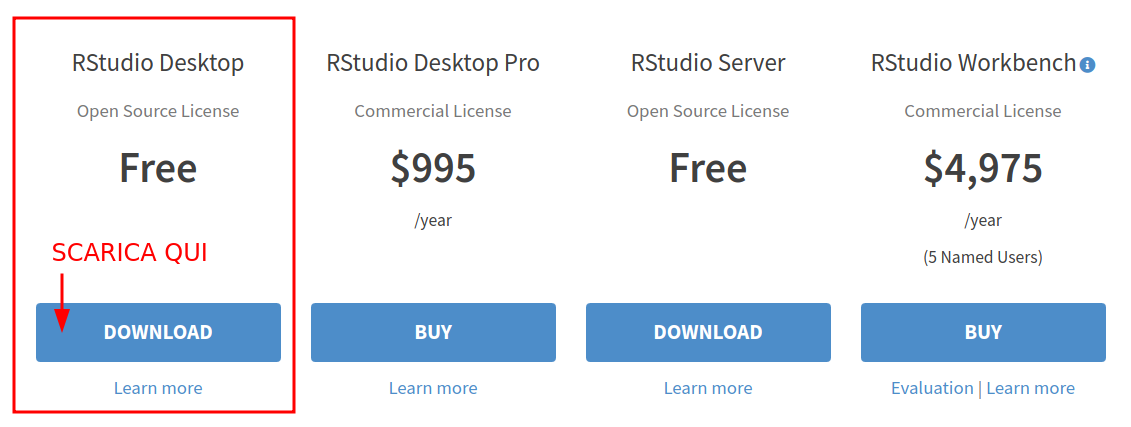 RStudio Desktop
Open Source License
Free
SCARICA QUI
DOWNLOAD
Learn more
RStudio Desktop Pro
Commercial License
$995
/year
BUY
Learn more
RStudio Server
Open Source License
Free
DOWNLOAD
Learn more
RStudio Workbench i
Commercial License
$4,975
/year
(5 Named Users)
BUY
Evaluation | Learn more